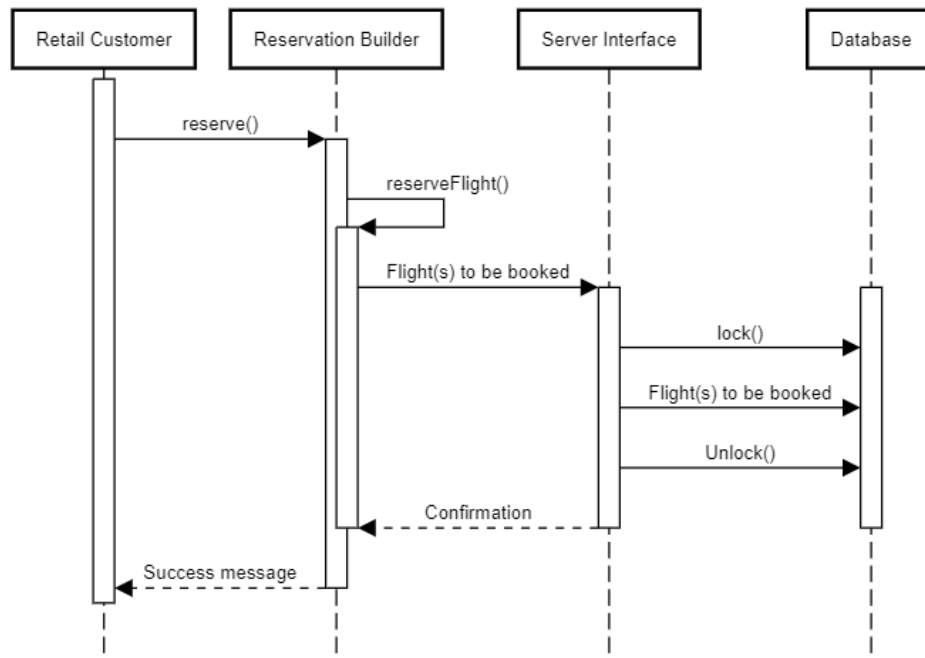 Retail Customer
Reservation Builder
Server Interface
Database
reserve()
reserveFlight()
Flight(s) to be booked
lock()
Flight(s) to be booked
Unlock()
Confirmation
Success message